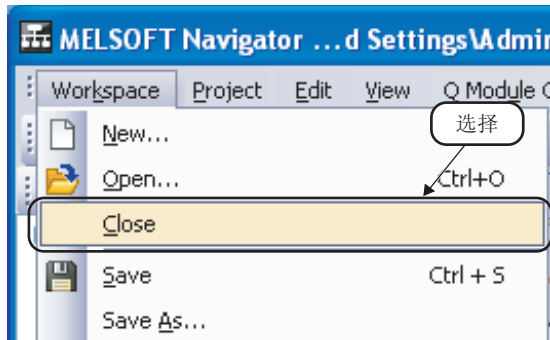 MELSOFT Navigator ...d Settings\Admi
Workspace Project Edit View Q Module
选择
New...
Open... Ctrl+O
Close
Save Ctrl + S
Save As...